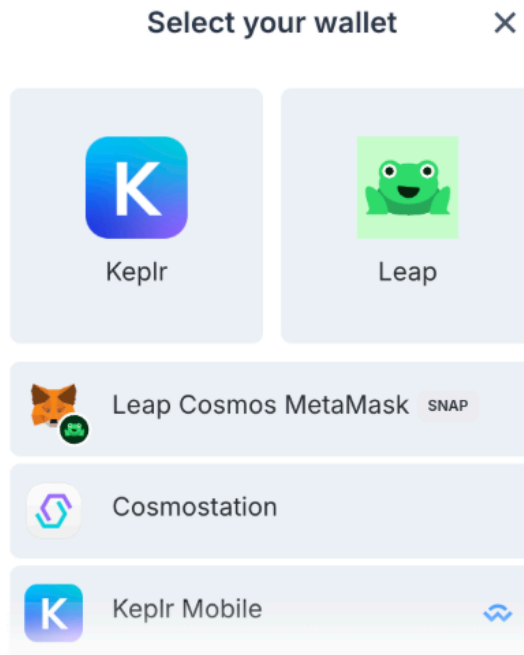 Select your wallet
K
Keplr
Leap
Leap Cosmos MetaMask SNAP
Cosmostation
K
Keplr Mobile